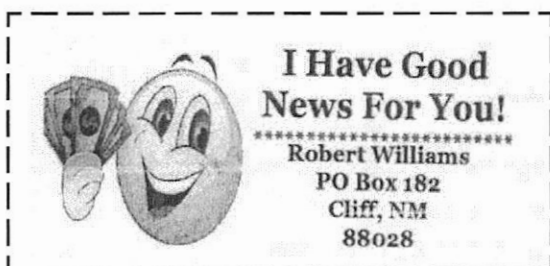 I Have Good
News For You!
**************************
Robert Williams
PO Box 182
Cliff, NM
88028